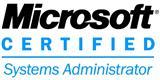 Microsoft®
CERTIFIED
Systems Administrator